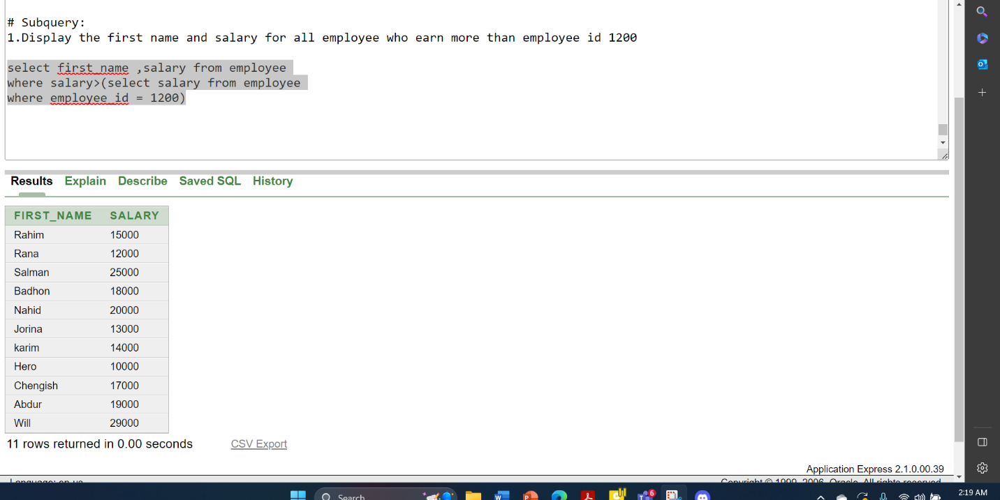 # Subquery:
1.Display the first name and salary for all employee who earn more than employee id 1200
select first_name ,salary from employee
where salary>(select salary from employee
where employee_id = 1200)
Results Explain Describe Saved SQL History
FIRST_NAME SALARY
Rahim 15000
Rana 12000
Salman 25000
Badhon 18000
Nahid 20000
Jorina 13000
karim 14000
Hero 10000
Chengish 17000
Abdur 19000
Will 29000
11 rows returned in 0.00 seconds CSV Export
Application Express 2.1.0.00.39
Language: en-us Copyright © 1999, 2006, Oracle. All rights reserved.
Search 6 2:19 AM